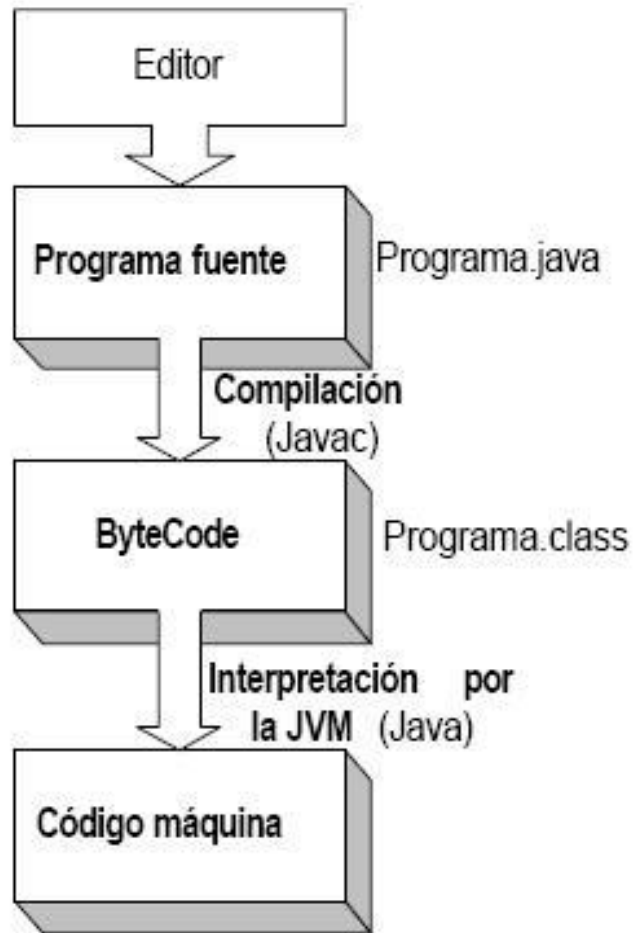 Editor
Programa fuente
Programa.java
Compilación
(Javac)
ByteCode
Programa.class
Interpretación por
la JVM (Java)
Código máquina